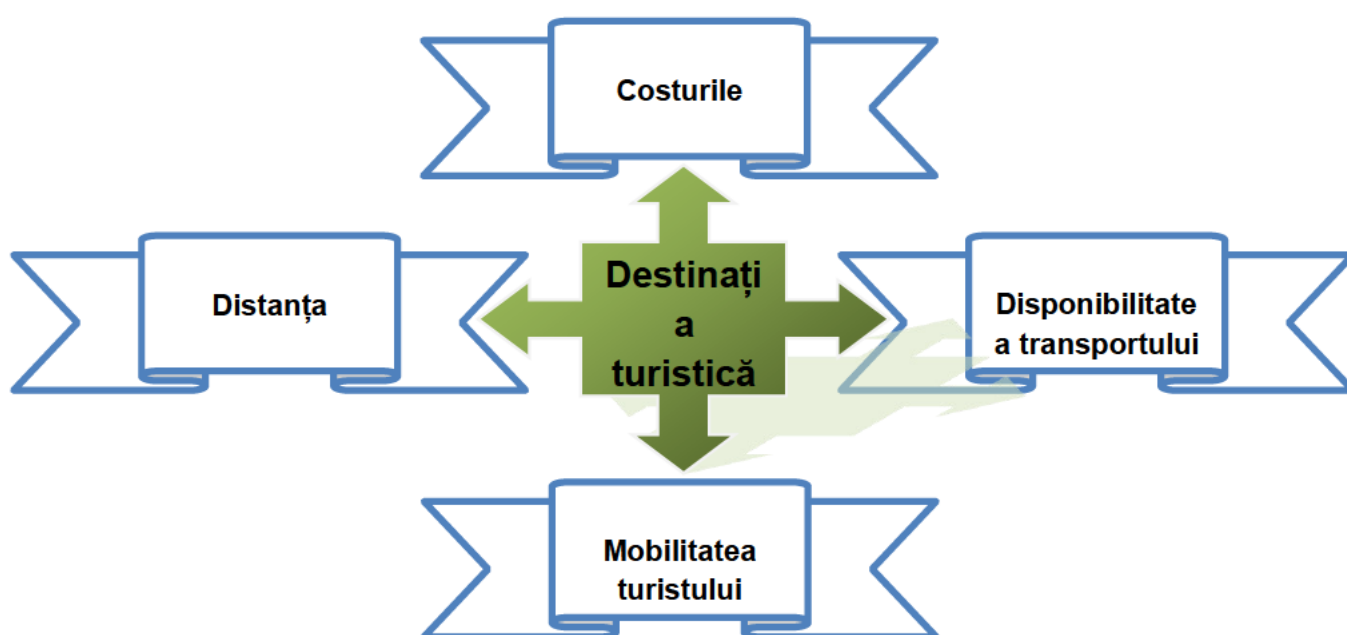 Costurile
Distanța
Destinați
a
turistică
Disponibilitate
a transportului
Mobilitatea
turistului